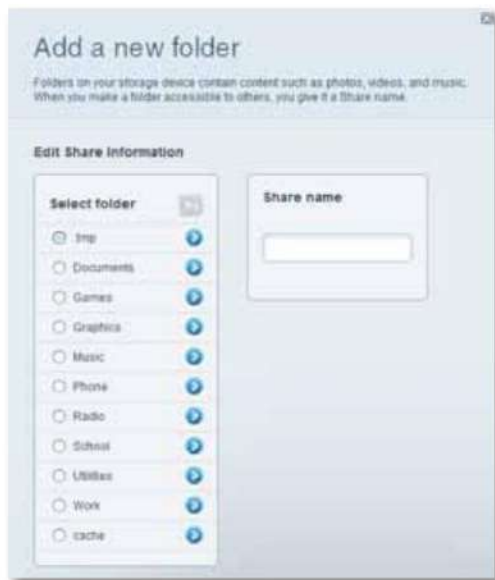 Add a new folder
Folders on your storage device contain content such as photos, videos, and music.
When you make a folder accessible to others, you give it a Share name.
Edit Share Information
Select folder
.tmp
Documents
Games
Graphics
Music
Phone
Radio
School
Utilities
Work
cache
Share name